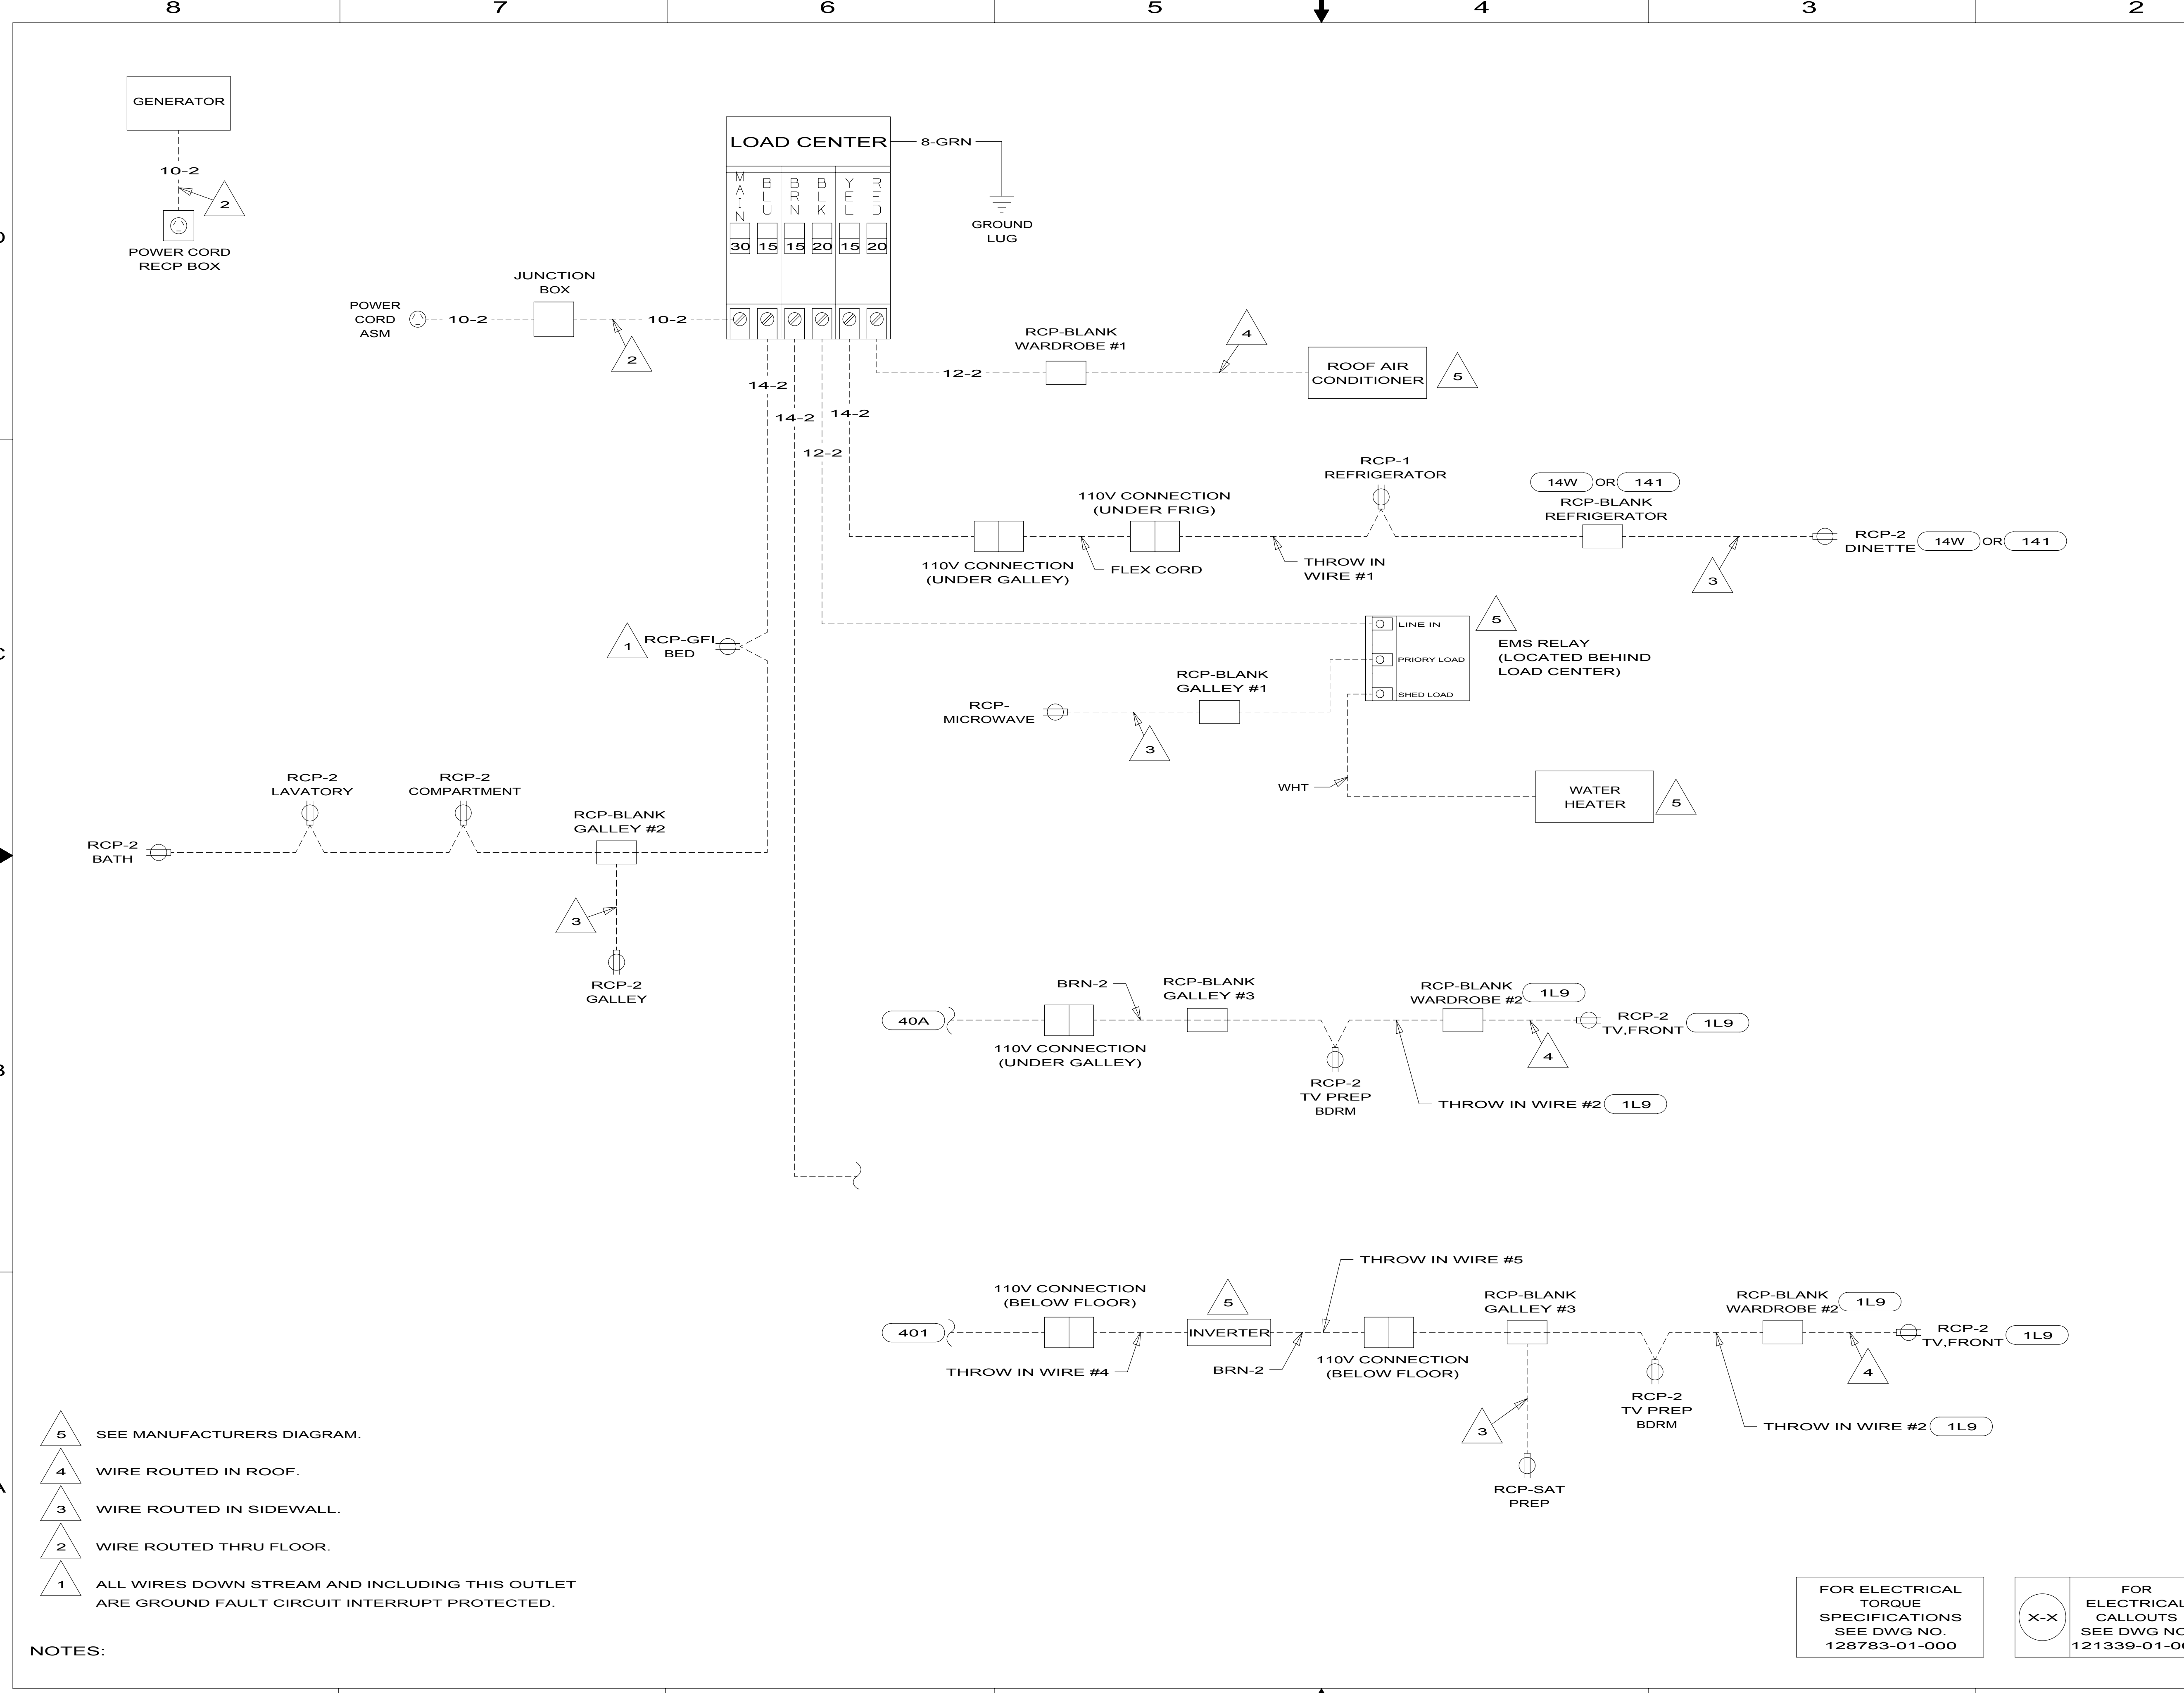 8 7 6 5 4 3 2
GENERATOR
10-2
2
POWER CORD
RECP BOX
LOAD CENTER
8-GRN
GROUND
LUG
MAIN BLU BRN BLK YEL RED
30 15 15 20 15 20
JUNCTION
BOX
POWER
CORD
ASM
10-2
10-2
2
14-2
14-2
14-2
12-2
12-2
RCP-BLANK
WARDROBE #1
4
ROOF AIR
CONDITIONER
5
110V CONNECTION
(UNDER GALLEY)
FLEX CORD
110V CONNECTION
(UNDER FRIG)
THROW IN
WIRE #1
RCP-1
REFRIGERATOR
14W OR 141
RCP-BLANK
REFRIGERATOR
3
RCP-2
DINETTE
14W OR 141
1
RCP-GFI
BED
LINE IN
PRIORY LOAD
SHED LOAD
5
EMS RELAY
(LOCATED BEHIND
LOAD CENTER)
RCP-BLANK
GALLEY #1
RCP-
MICROWAVE
3
WHT
WATER
HEATER
5
RCP-2
LAVATORY
RCP-2
COMPARTMENT
RCP-BLANK
GALLEY #2
RCP-2
BATH
3
RCP-2
GALLEY
40A
110V CONNECTION
(UNDER GALLEY)
BRN-2
RCP-BLANK
GALLEY #3
RCP-2
TV PREP
BDRM
RCP-BLANK
WARDROBE #2
1L9
4
RCP-2
TV,FRONT
1L9
THROW IN WIRE #2
1L9
401
110V CONNECTION
(BELOW FLOOR)
THROW IN WIRE #4
5
INVERTER
BRN-2
THROW IN WIRE #5
110V CONNECTION
(BELOW FLOOR)
RCP-BLANK
GALLEY #3
3
RCP-SAT
PREP
RCP-2
TV PREP
BDRM
RCP-BLANK
WARDROBE #2
1L9
4
RCP-2
TV,FRONT
1L9
THROW IN WIRE #2
1L9
5 SEE MANUFACTURERS DIAGRAM.
4 WIRE ROUTED IN ROOF.
3 WIRE ROUTED IN SIDEWALL.
2 WIRE ROUTED THRU FLOOR.
1 ALL WIRES DOWN STREAM AND INCLUDING THIS OUTLET
ARE GROUND FAULT CIRCUIT INTERRUPT PROTECTED.
NOTES:
FOR ELECTRICAL
TORQUE
SPECIFICATIONS
SEE DWG NO.
128783-01-000
X-X
FOR
ELECTRICAL
CALLOUTS
SEE DWG